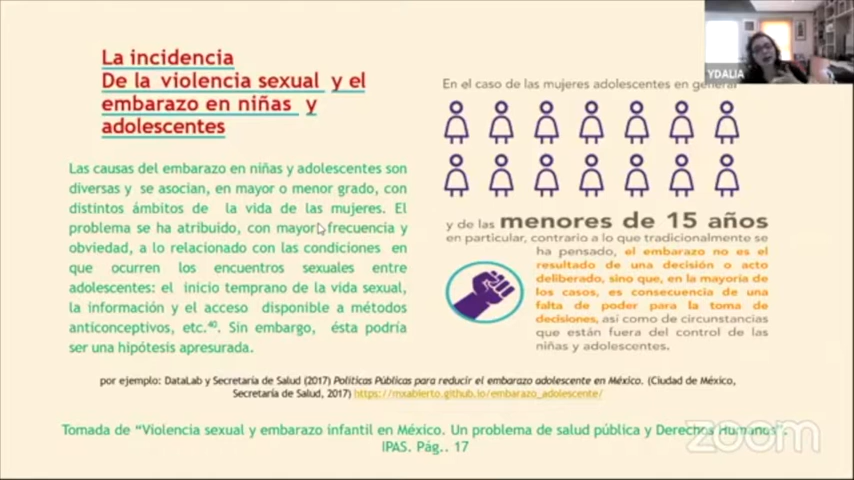 La incidencia
De la violencia sexual y el
embarazo en niñas y
adolescentes
Las causas del embarazo en niñas y adolescentes son
diversas y se asocian, en mayor o menor grado, con
distintos ámbitos de la vida de las mujeres. El
problema se ha atribuido, con mayor frecuencia y
obviedad, a lo relacionado con las condiciones en
que ocurren los encuentros sexuales entre
adolescentes: el inicio temprano de la vida sexual,
la información y el acceso disponible a métodos
anticonceptivos, etc.⁴⁰. Sin embargo, ésta podría
ser una hipótesis apresurada.
YDALIA
En el caso de las mujeres adolescentes en general
y de las menores de 15 años
en particular, contrario a lo que tradicionalmente se
ha pensado, el embarazo no es el
resultado de una decisión o acto
deliberado, sino que, en la mayoría de
los casos, es consecuencia de una
falta de poder para la toma de
decisiones, así como de circunstancias
que están fuera del control de las
niñas y adolescentes.
por ejemplo: DataLab y Secretaría de Salud (2017) Políticas Públicas para reducir el embarazo adolescente en México. (Ciudad de México,
Secretaría de Salud, 2017) https://mxabierto.github.io/embarazo_adolescente/
Tomada de “Violencia sexual y embarazo infantil en México. Un problema de salud pública y Derechos Humanos”.
IPAS. Pág.. 17
zoom